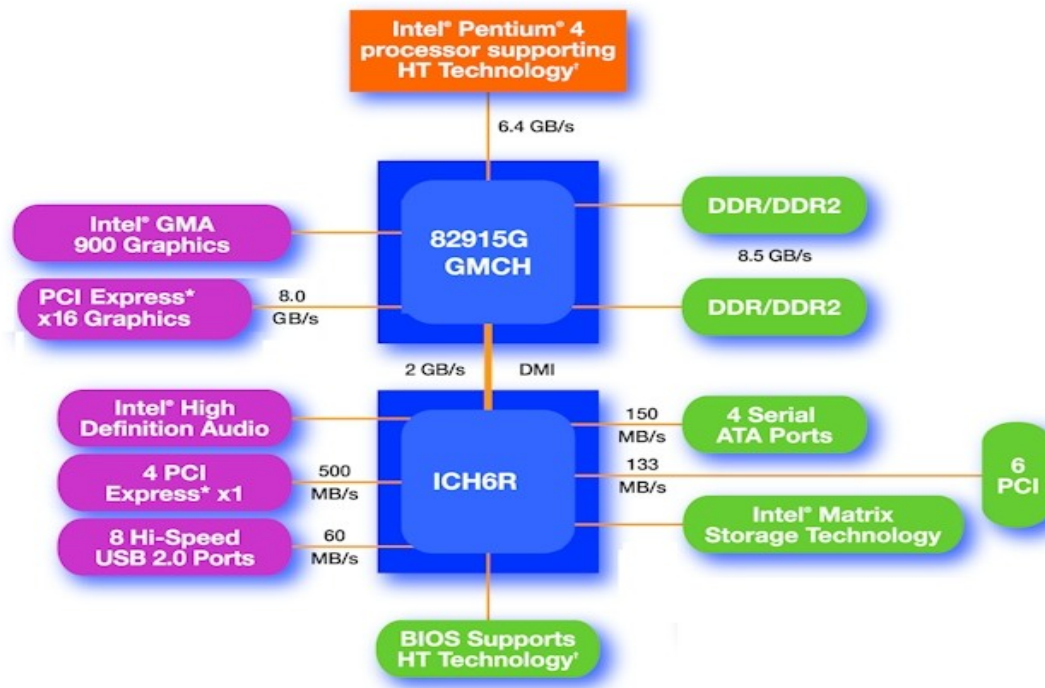 Intel® Pentium® 4
processor supporting
HT Technology†
6.4 GB/s
Intel® GMA
900 Graphics
82915G
GMCH
DDR/DDR2
8.5 GB/s
PCI Express*
x16 Graphics
8.0
GB/s
DDR/DDR2
2 GB/s
DMI
Intel® High
Definition Audio
150
MB/s
4 Serial
ATA Ports
4 PCI
Express* x1
500
MB/s
ICH6R
133
MB/s
6
PCI
8 Hi-Speed
USB 2.0 Ports
60
MB/s
Intel® Matrix
Storage Technology
BIOS Supports
HT Technology†